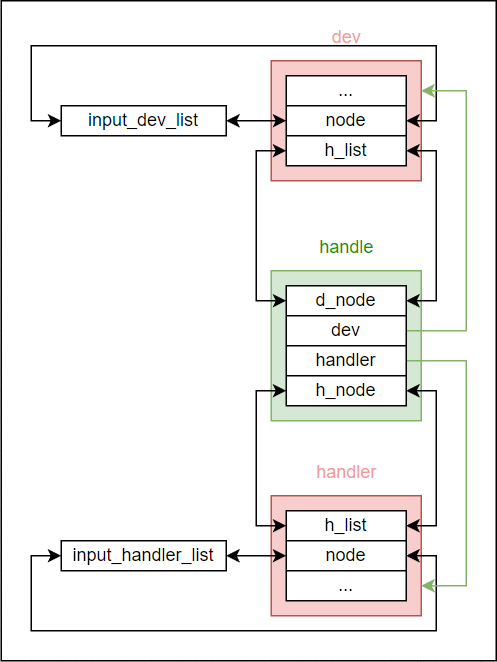 dev
...
input_dev_list
node
h_list
handle
d_node
dev
handler
h_node
handler
h_list
input_handler_list
node
...